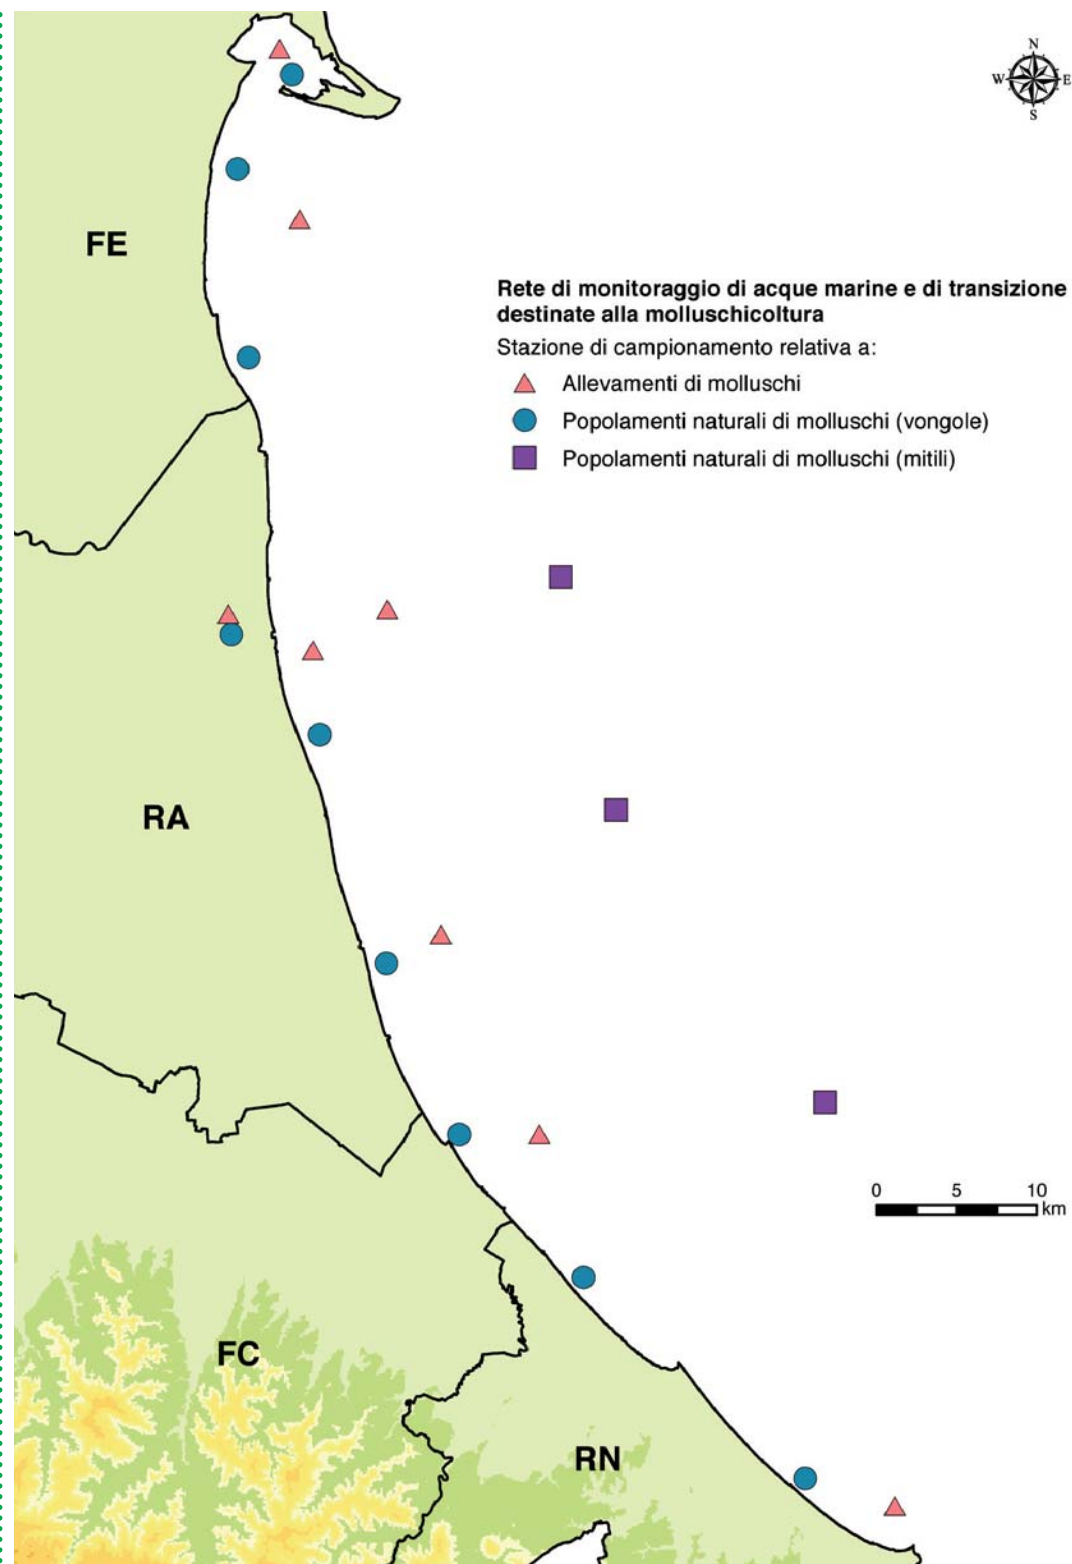 N
W E
S
FE
Rete di monitoraggio di acque marine e di transizione
destinate alla molluschicoltura
Stazione di campionamento relativa a:
Allevamenti di molluschi
Popolamenti naturali di molluschi (vongole)
Popolamenti naturali di molluschi (mitili)
RA
0 5 10
km
FC
RN